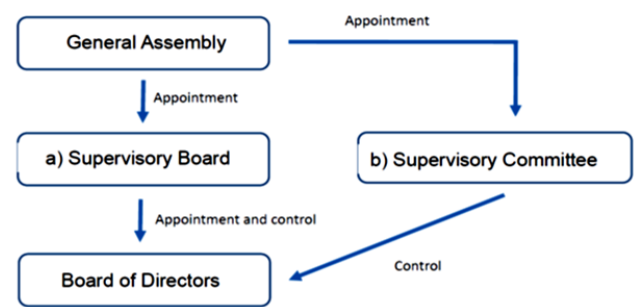 General Assembly
Appointment
Appointment
a) Supervisory Board
b) Supervisory Committee
Appointment and control
Control
Board of Directors